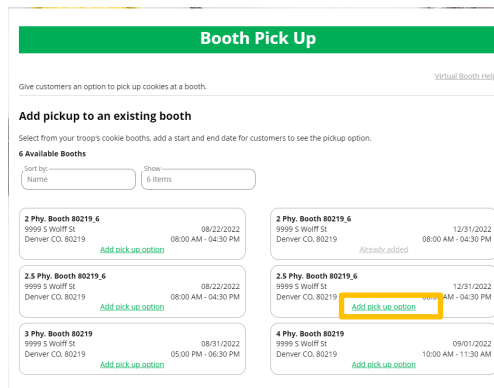 Booth Pick Up
Virtual Booth Help
Give customers an option to pick up cookies at a booth.
Add pickup to an existing booth
Select from your troop's cookie booths, add a start and end date for customers to see the pickup option.
6 Available Booths
Sort by: Show
Name 6 items
2 Phy. Booth 80219_6
9999 S Wolff St 08/22/2022
Denver CO, 80219 08:00 AM - 04:30 PM
Add pick up option
2 Phy. Booth 80219_6
9999 S Wolff St 12/31/2022
Denver CO, 80219 08:00 AM - 04:30 PM
Already added
2.5 Phy. Booth 80219_6
9999 S Wolff St 08/22/2022
Denver CO, 80219 08:00 AM - 04:30 PM
Add pick up option
2.5 Phy. Booth 80219_6
9999 S Wolff St 12/31/2022
Denver CO, 80219 AM - 04:30 PM
Add pick up option
3 Phy. Booth 80219
9999 S Wolff St 08/31/2022
Denver CO, 80219 05:00 PM - 06:30 PM
Add pick up option
4 Phy. Booth 80219
9999 S Wolff St 09/01/2022
Denver CO, 80219 10:00 AM - 11:30 AM
Add pick up option